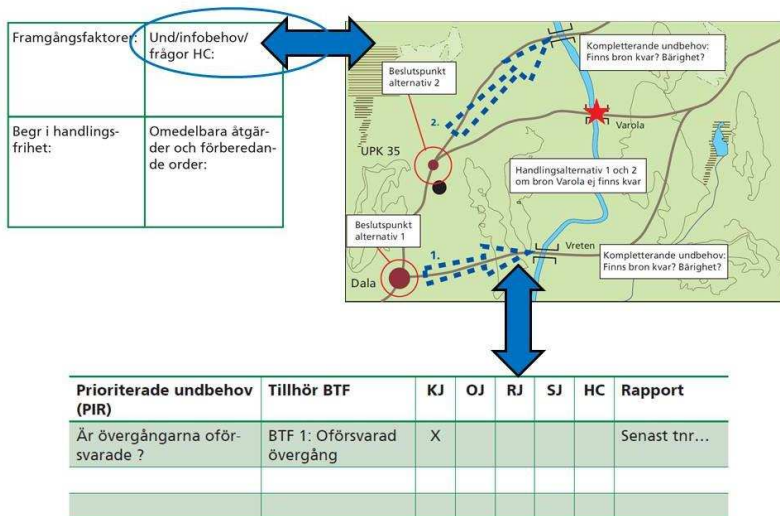 Framgångsfaktorer:
Und/infobehov/
frågor HC:
Begr i handlings-
frihet:
Omedelbara åtgär-
der och förberedan-
de order:
Beslutspunkt
alternativ 2
Kompletterande undbehov:
Finns bron kvar? Bärighet?
2.
UPK 35
Varola
Handlingsalternativ 1 och 2
om bron Varola ej finns kvar
Beslutspunkt
alternativ 1
1.
Vreten
Kompletterande undbehov:
Finns bron kvar? Bärighet?
Dala
Prioriterade undbehov
(PIR)
Tillhör BTF
KJ
OJ
RJ
SJ
HC
Rapport
Är övergångarna oför-
svarade ?
BTF 1: Oförsvarad
övergång
X
Senast tnr...